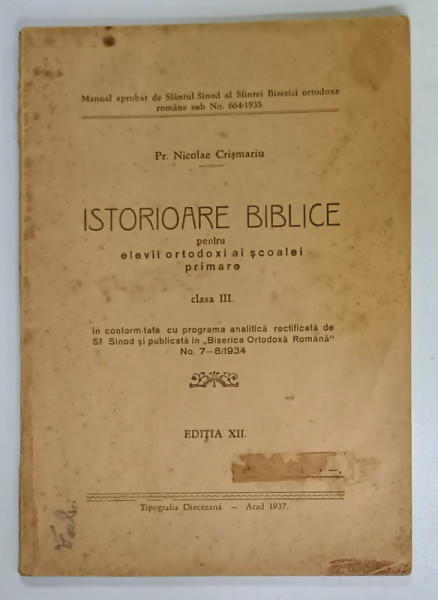 Manual aprobat de Sfântul Sinod al Sfintei Biserici ortodoxe
române sub No. 664/1935
Pr. Nicolae Crişmariu
ISTORIOARE BIBLICE
pentru
elevii ortodoxi ai şcoalei
primare
clasa III.
în conformitate cu programa analitică rectificată de
Sf Sinod şi publicată în „Biserica Ortodoxă Română“
No. 7—8/1934
EDIŢIA XII.
Tipografia Diecezană — Arad 1937.